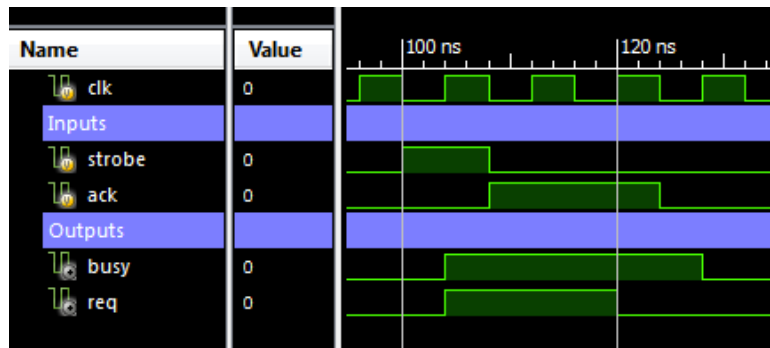 Name Value 100 ns 120 ns
clk 0
Inputs
strobe 0
ack 0
Outputs
busy 0
req 0